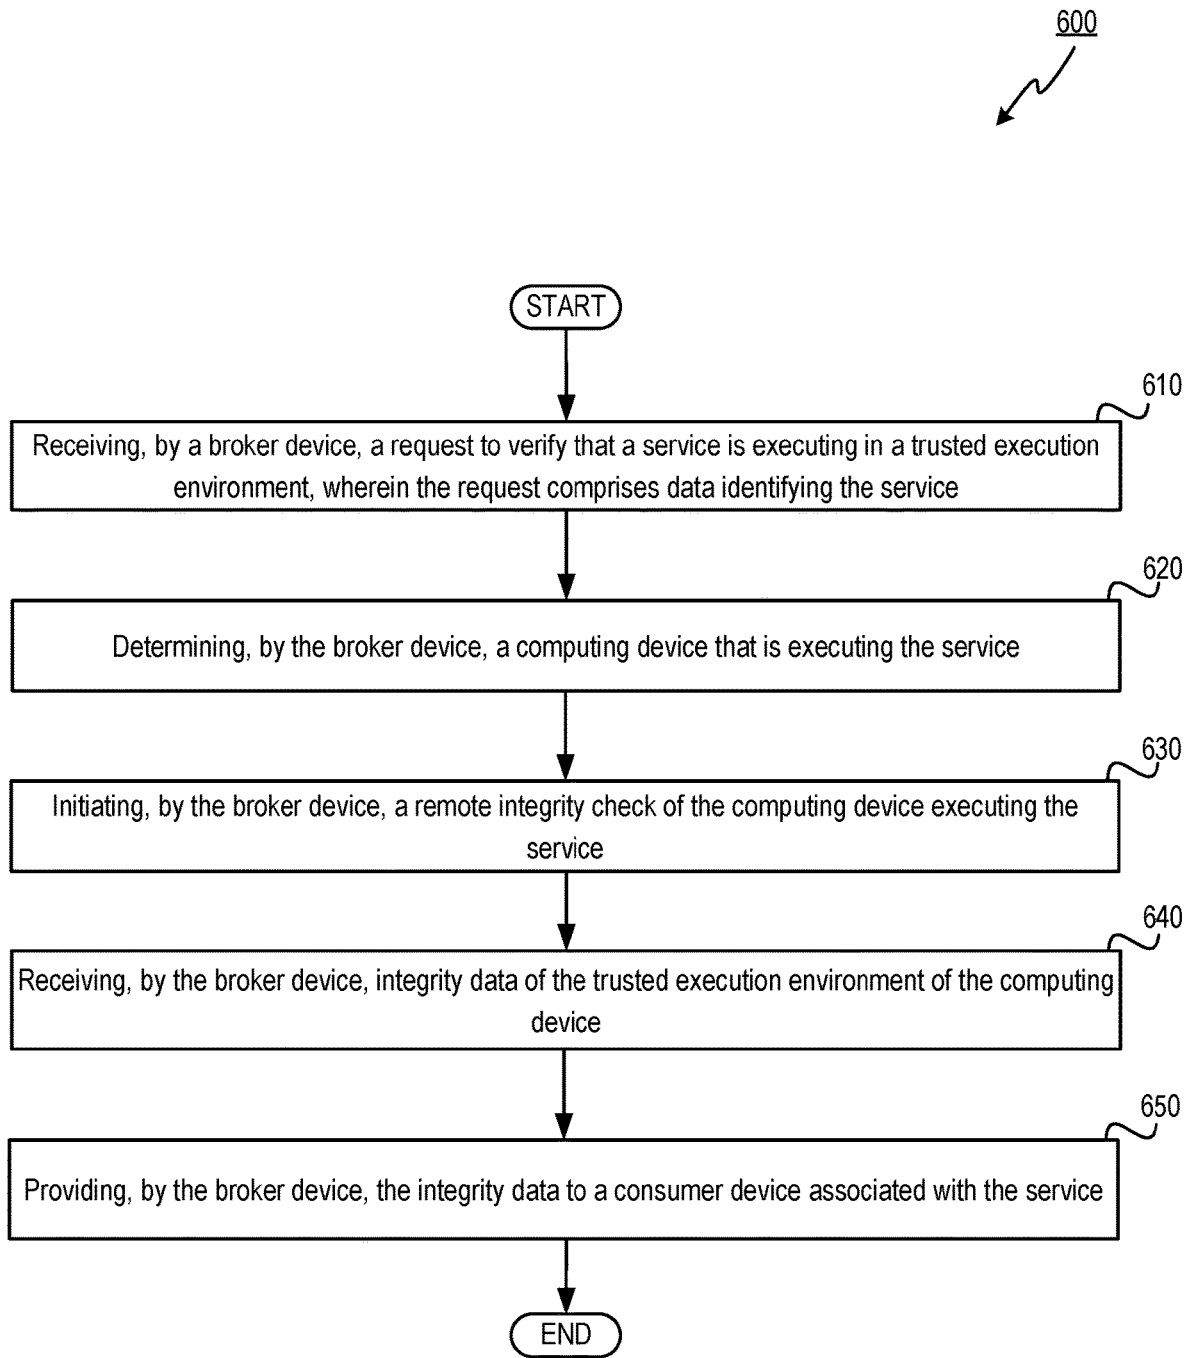 600
START
610
Receiving, by a broker device, a request to verify that a service is executing in a trusted execution
environment, wherein the request comprises data identifying the service
620
Determining, by the broker device, a computing device that is executing the service
630
Initiating, by the broker device, a remote integrity check of the computing device executing the
service
640
Receiving, by the broker device, integrity data of the trusted execution environment of the computing
device
650
Providing, by the broker device, the integrity data to a consumer device associated with the service
END